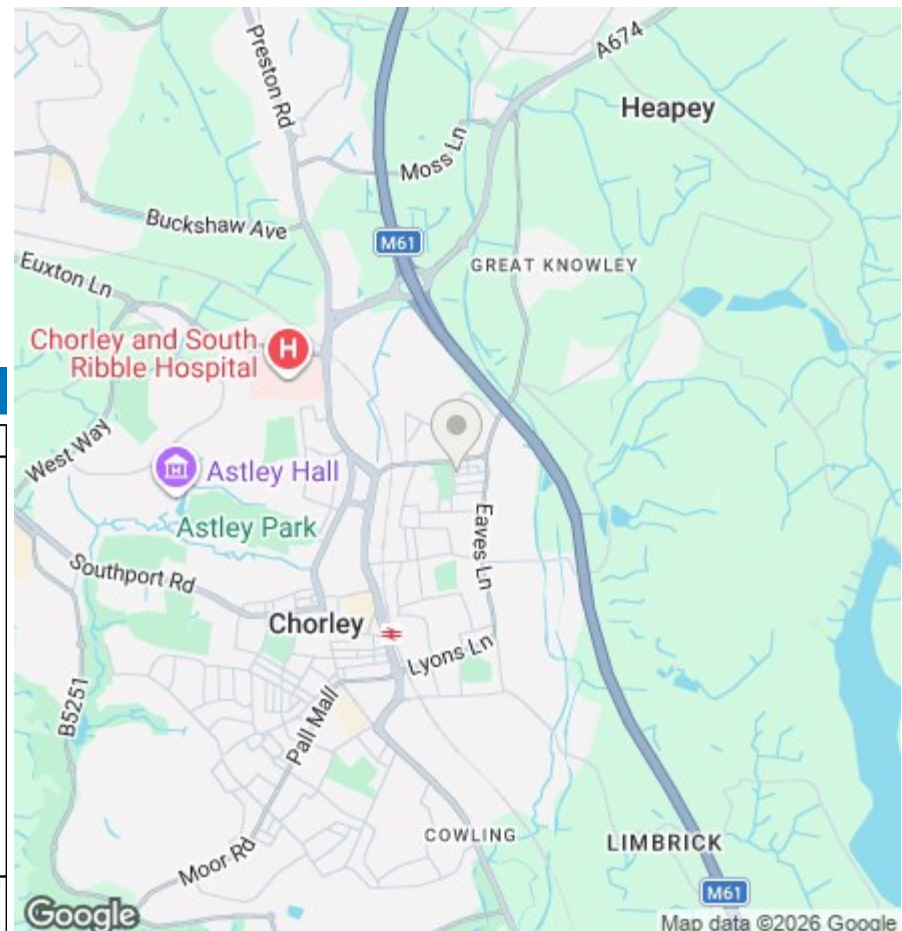 Preston Rd
A674
Heapey
Moss Ln
Buckshaw Ave
M61
Euxton Ln
GREAT KNOWLEY
Chorley and South
Ribble Hospital
H
West Way
Astley Hall
Astley Park
Eaves Ln
Southport Rd
Chorley
Lyons Ln
B5251
Pall Mall
COWLING
LIMBRICK
Moor Rd
M61
Google
Map data ©2026 Google